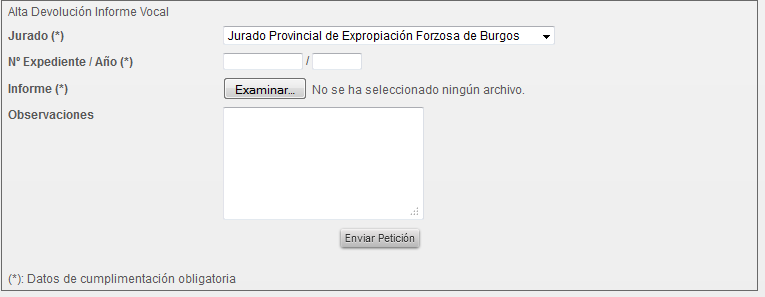 Alta Devolución Informe Vocal
Jurado (*) Jurado Provincial de Expropiación Forzosa de Burgos
Nº Expediente / Año (*) /
Informe (*) Examinar... No se ha seleccionado ningún archivo.
Observaciones
Enviar Petición
(*): Datos de cumplimentación obligatoria